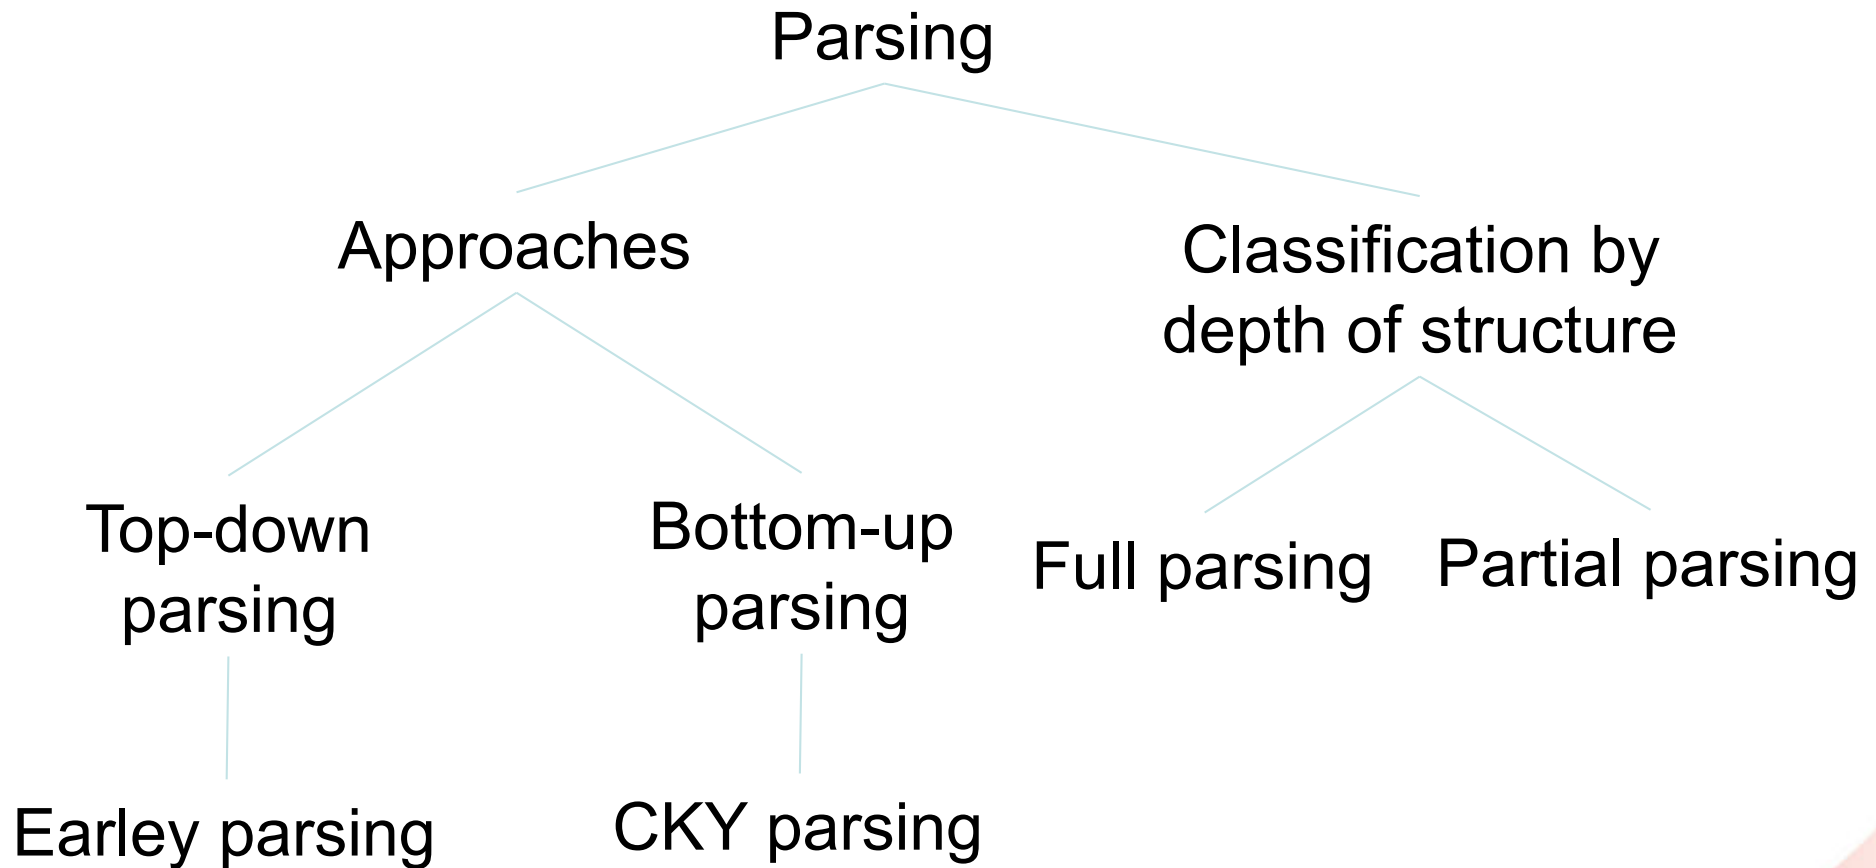 Parsing
Approaches
Classification by
depth of structure
Top-down
parsing
Bottom-up
parsing
Full parsing
Partial parsing
Earley parsing
CKY parsing